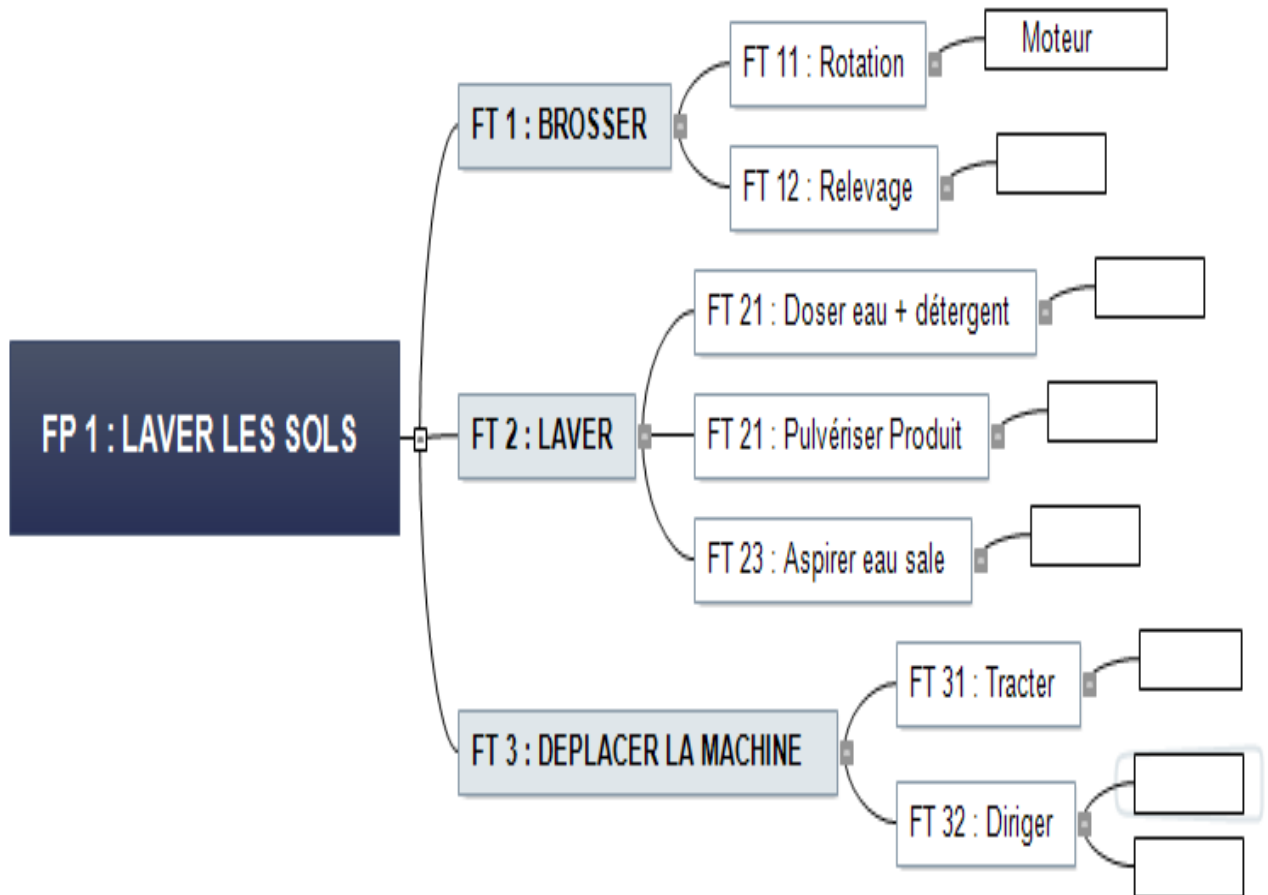 FP 1 : LAVER LES SOLS
FT 1 : BROSSER
FT 11 : Rotation
Moteur
FT 12 : Relevage
FT 2 : LAVER
FT 21 : Doser eau + détergent
FT 21 : Pulvériser Produit
FT 23 : Aspirer eau sale
FT 3 : DEPLACER LA MACHINE
FT 31 : Tracter
FT 32 : Diriger